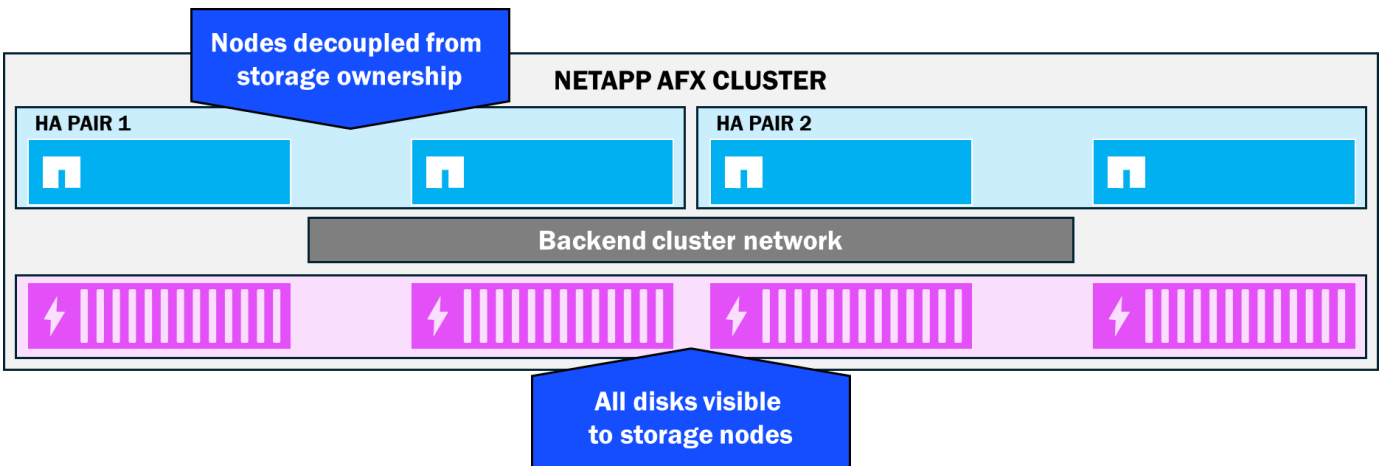 Nodes decoupled from
storage ownership
NETAPP AFX CLUSTER
HA PAIR 1
HA PAIR 2
Backend cluster network
All disks visible
to storage nodes